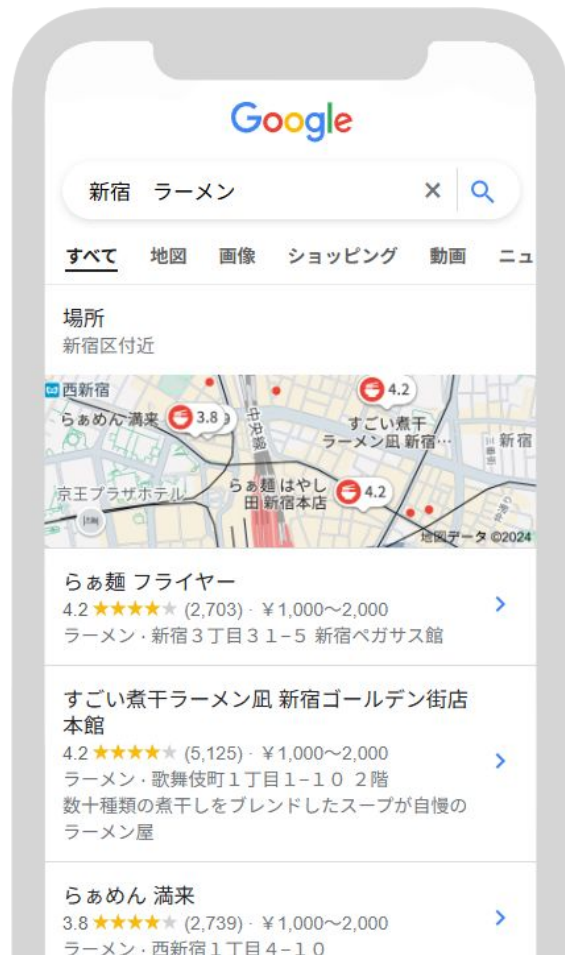 Google
新宿　ラーメン
すべて 地図 画像 ショッピング 動画 ニュ
場所
新宿区付近
西新宿
4.2
らぁめん 満来 3.8
中央線
すごい煮干
ラーメン凪 新宿…
新宿
京王プラザホテル
らぁ麺 はやし
田 新宿本店
4.2
地図データ ©2024
らぁ麺 フライヤー
4.2 ★★★★★ (2,703) · ￥1,000～2,000
ラーメン · 新宿３丁目３１−５ 新宿ペガサス館
すごい煮干ラーメン凪 新宿ゴールデン街店
本館
4.2 ★★★★★ (5,125) · ￥1,000～2,000
ラーメン · 歌舞伎町１丁目１−１０ ２階
数十種類の煮干しをブレンドしたスープが自慢の
ラーメン屋
らぁめん 満来
3.8 ★★★★★ (2,739) · ￥1,000～2,000
ラーメン · 西新宿１丁目４−１０